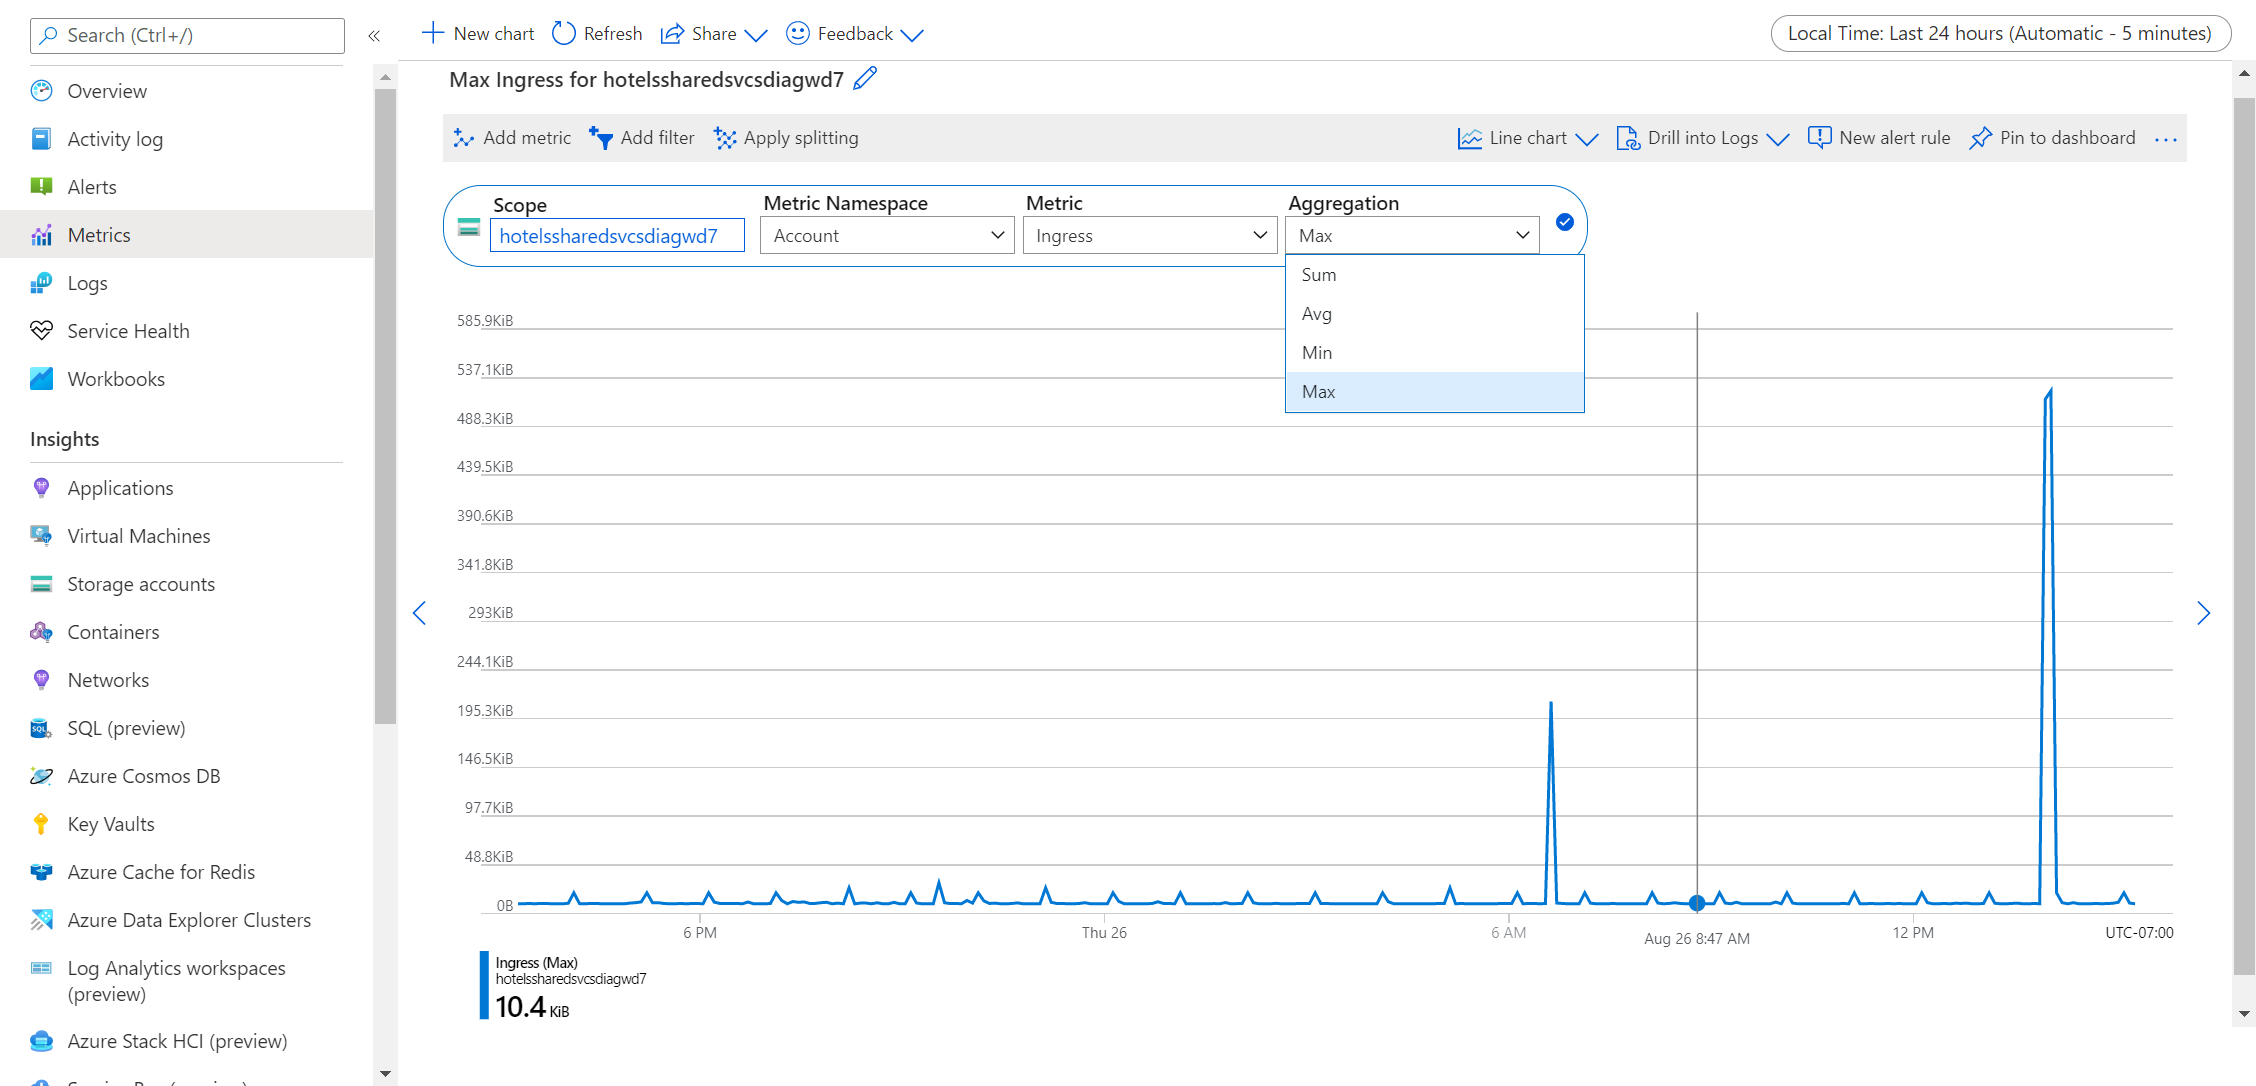 Search (Ctrl+/)
«
New chart
Refresh
Share
Feedback
Local Time: Last 24 hours (Automatic - 5 minutes)
Overview
Activity log
Alerts
Metrics
Logs
Service Health
Workbooks
Insights
Applications
Virtual Machines
Storage accounts
Containers
Networks
SQL (preview)
Azure Cosmos DB
Key Vaults
Azure Cache for Redis
Azure Data Explorer Clusters
Log Analytics workspaces
(preview)
Azure Stack HCI (preview)
Max Ingress for hotelssharedsvcsdiagwd7
Add metric
Add filter
Apply splitting
Line chart
Drill into Logs
New alert rule
Pin to dashboard
...
Scope
hotelssharedsvcsdiagwd7
Metric Namespace
Account
Metric
Ingress
Aggregation
Max
Sum
Avg
Min
Max
585.9KiB
537.1KiB
488.3KiB
439.5KiB
390.6KiB
341.8KiB
293KiB
244.1KiB
195.3KiB
146.5KiB
97.7KiB
48.8KiB
0B
6 PM
Thu 26
6 AM
Aug 26 8:47 AM
12 PM
UTC-07:00
Ingress (Max)
hotelssharedsvcsdiagwd7
10.4 KiB